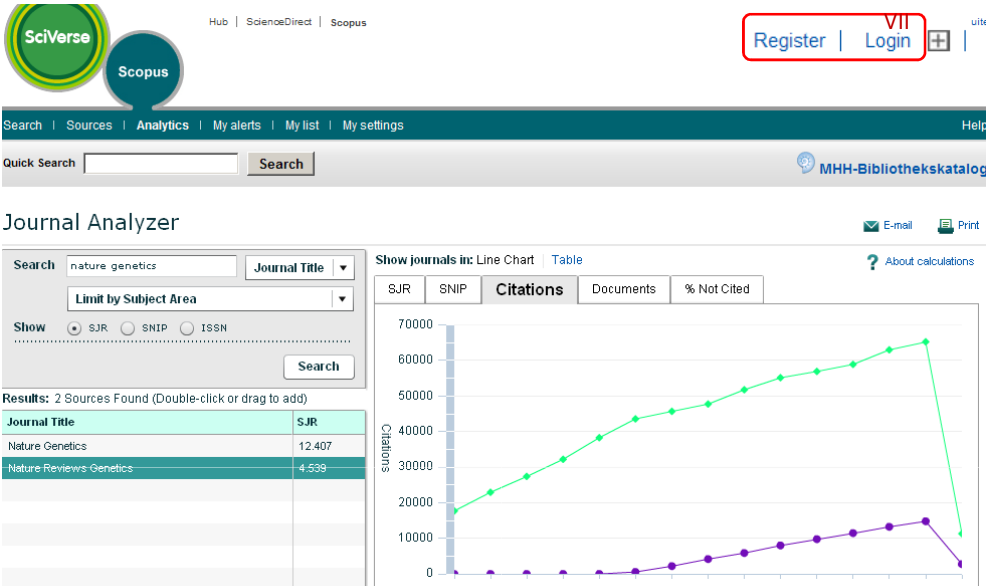 SciVerse
Hub | ScienceDirect | Scopus
VII
uite
Register | Login
Scopus
Search | Sources | Analytics | My alerts | My list | My settings
Help
Quick Search Search
MHH-Bibliothekskatalog
Journal Analyzer
E-mail Print
Search nature genetics Journal Title
Limit by Subject Area
Show SJR SNIP ISSN
Search
Results: 2 Sources Found (Double-click or drag to add)
Journal Title SJR
Nature Genetics 12.407
Nature Reviews Genetics 4.539
Show journals in: Line Chart | Table
? About calculations
SJR SNIP Citations Documents % Not Cited
70000
60000
50000
40000
30000
20000
10000
0
Citations